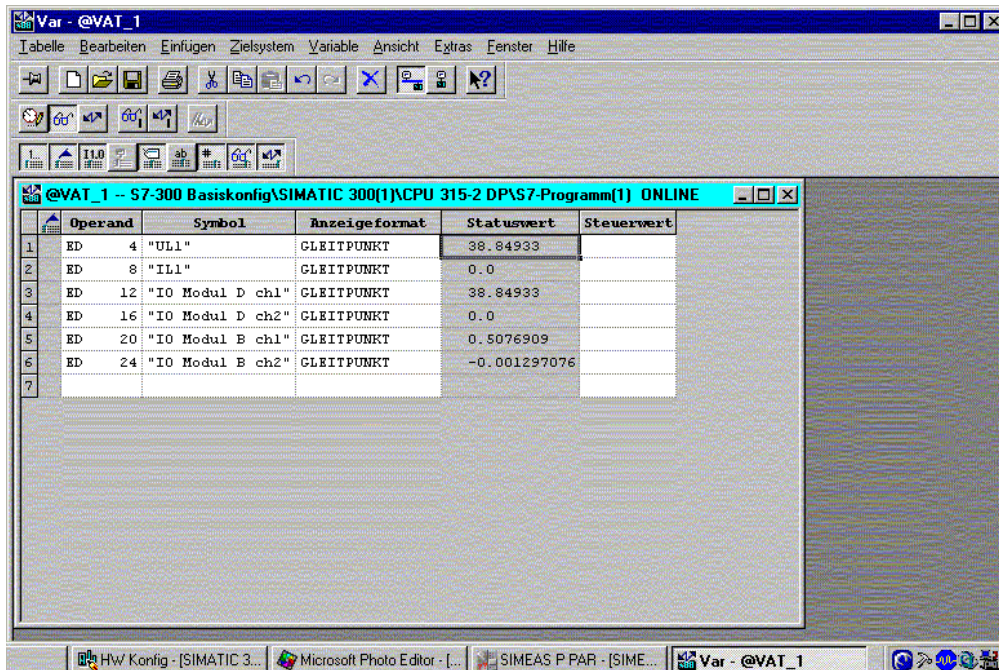 Var - @VAT_1
Tabelle Bearbeiten Einfügen Zielsystem Variable Ansicht Extras Fenster Hilfe
@VAT_1 -- S7-300 Basiskonfig\SIMATIC 300(1)\CPU 315-2 DP\S7-Programm(1) ONLINE
Operand Symbol Anzeigeformat Statuswert Steuerwert
1 ED 4 "UL1" GLEITPUNKT 38.84933
2 ED 8 "IL1" GLEITPUNKT 0.0
3 ED 12 "IO Modul D ch1" GLEITPUNKT 38.84933
4 ED 16 "IO Modul D ch2" GLEITPUNKT 0.0
5 ED 20 "IO Modul B ch1" GLEITPUNKT 0.5076909
6 ED 24 "IO Modul B ch2" GLEITPUNKT -0.001297076
7
HW Konfig - [SIMATIC 3... Microsoft Photo Editor - [... SIMEAS P PAR - [SIME... Var - @VAT_1